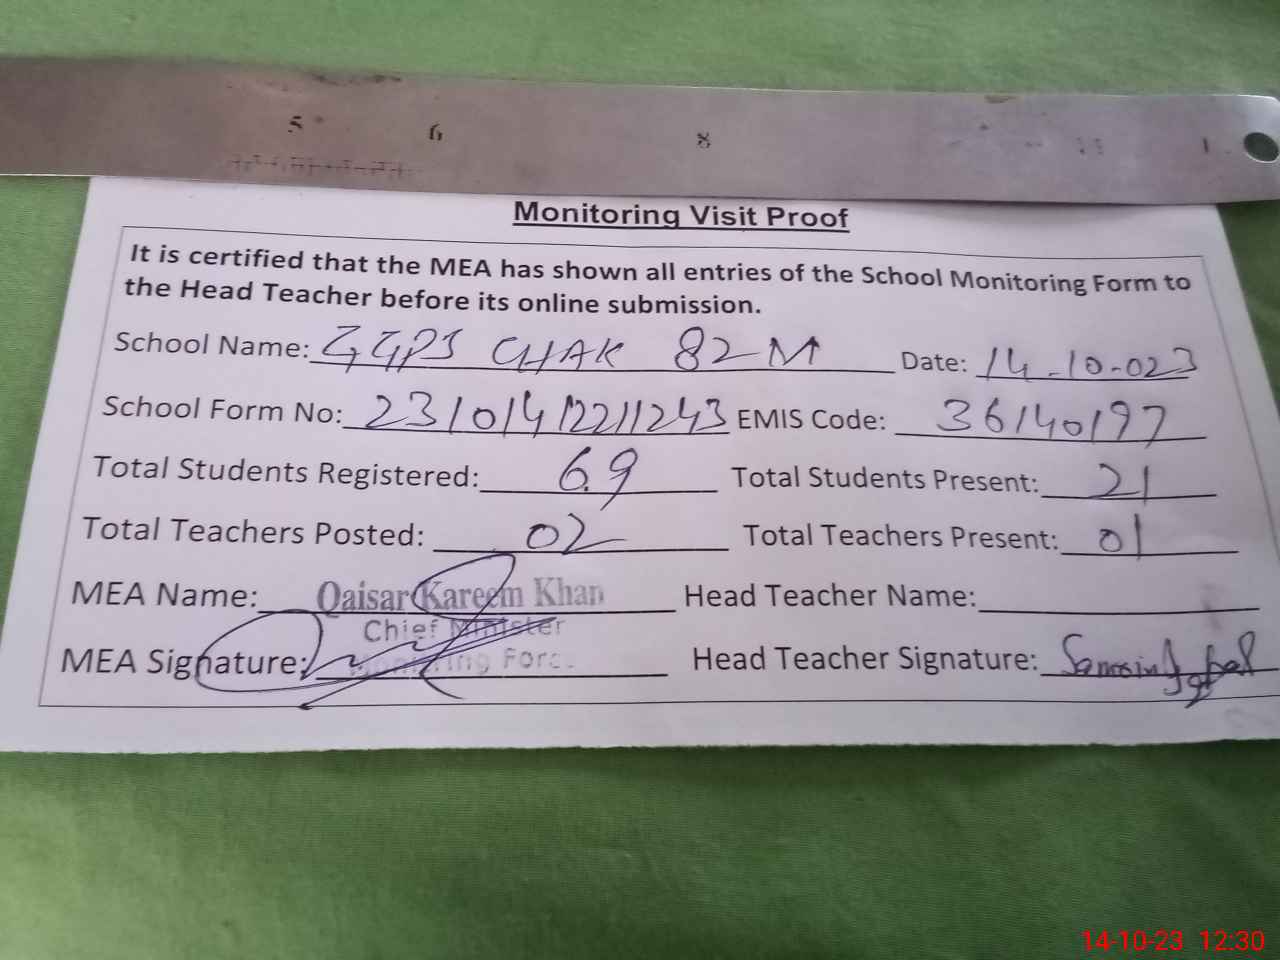 5 6 8
Monitoring Visit Proof
It is certified that the MEA has shown all entries of the School Monitoring Form to
the Head Teacher before its online submission.
School Name: GGPS CHAK 82 M Date: 14-10-023
School Form No: 23101412211243 EMIS Code: 36140197
Total Students Registered: 69 Total Students Present: 21
Total Teachers Posted: 02 Total Teachers Present: 01
MEA Name: Qaisar Kareem Khan Head Teacher Name:
Chief Minister
MEA Signature: Monitoring Force Head Teacher Signature:
14-10-23 12:30